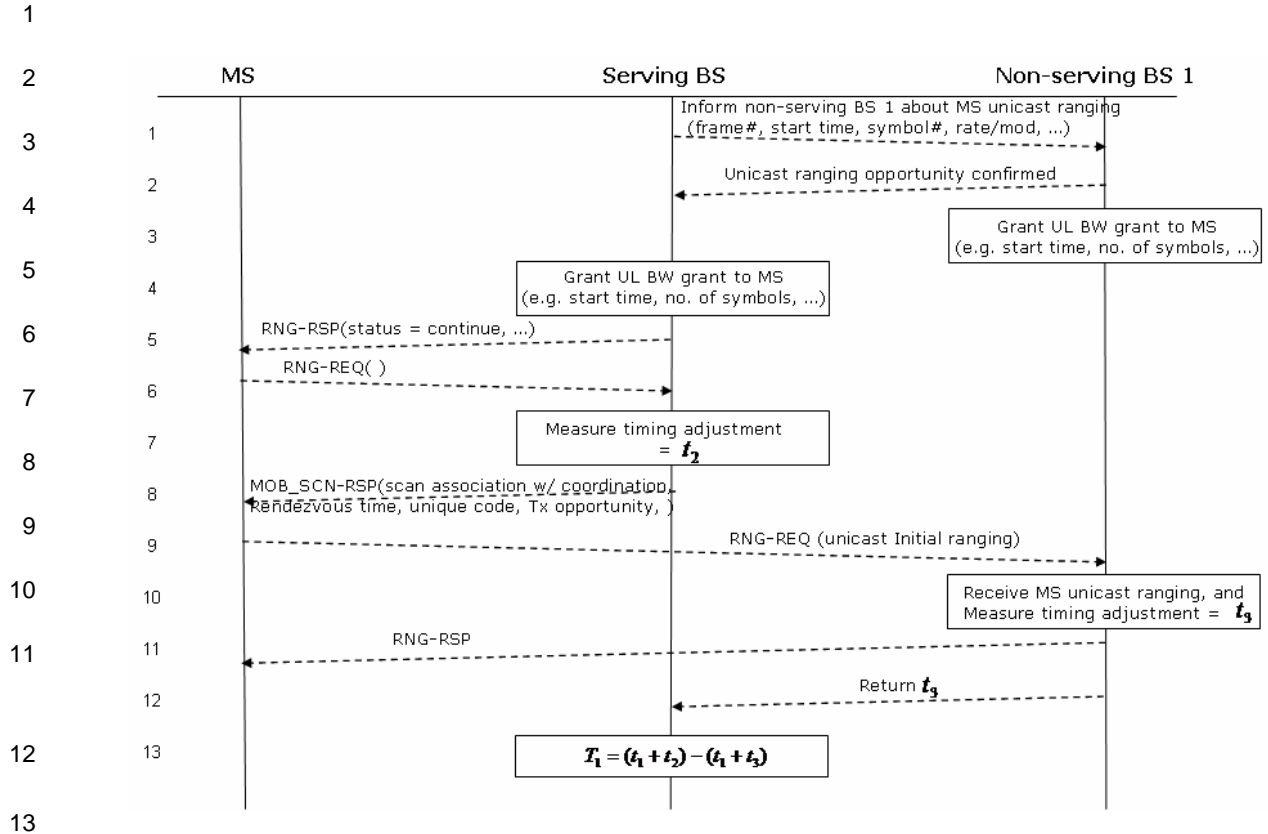 1
2
MS Serving BS Non-serving BS 1
Inform non-serving BS 1 about MS unicast ranging
3
1 (frame#, start time, symbol#, rate/mod, ...)
2 Unicast ranging opportunity confirmed
4
3 Grant UL BW grant to MS
(e.g. start time, no. of symbols, ...)
5
4 Grant UL BW grant to MS
(e.g. start time, no. of symbols, ...)
6
5 RNG-RSP(status = continue, ...)
RNG-REQ( )
7
6
7 Measure timing adjustment
= t₂
8
8 MOB_SCN-RSP(scan association w/ coordination,
Rendezvous time, unique code, Tx opportunity, )
9
9 RNG-REQ (unicast Initial ranging)
10
10 Receive MS unicast ranging, and
Measure timing adjustment = t₃
11
11 RNG-RSP
12 Return t₃
12
13 T₁ = (t₁ + t₂) – (t₁ + t₃)
13